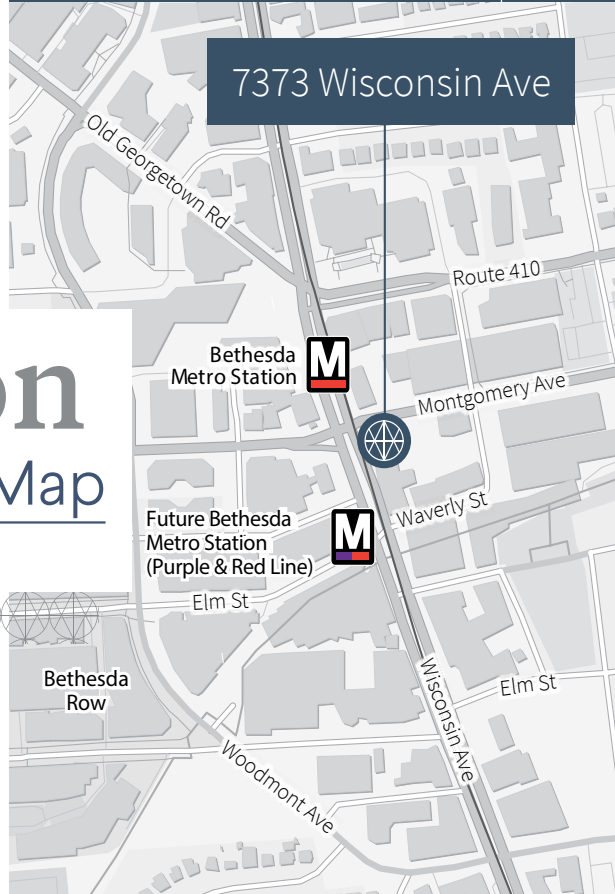 7373 Wisconsin Ave
Old Georgetown Rd
Route 410
Bethesda
Metro Station
M
Montgomery Ave
on
Map
Waverly St
Future Bethesda
Metro Station
(Purple & Red Line)
M
Elm St
Bethesda
Row
Wisconsin Ave
Elm St
Woodmont Ave